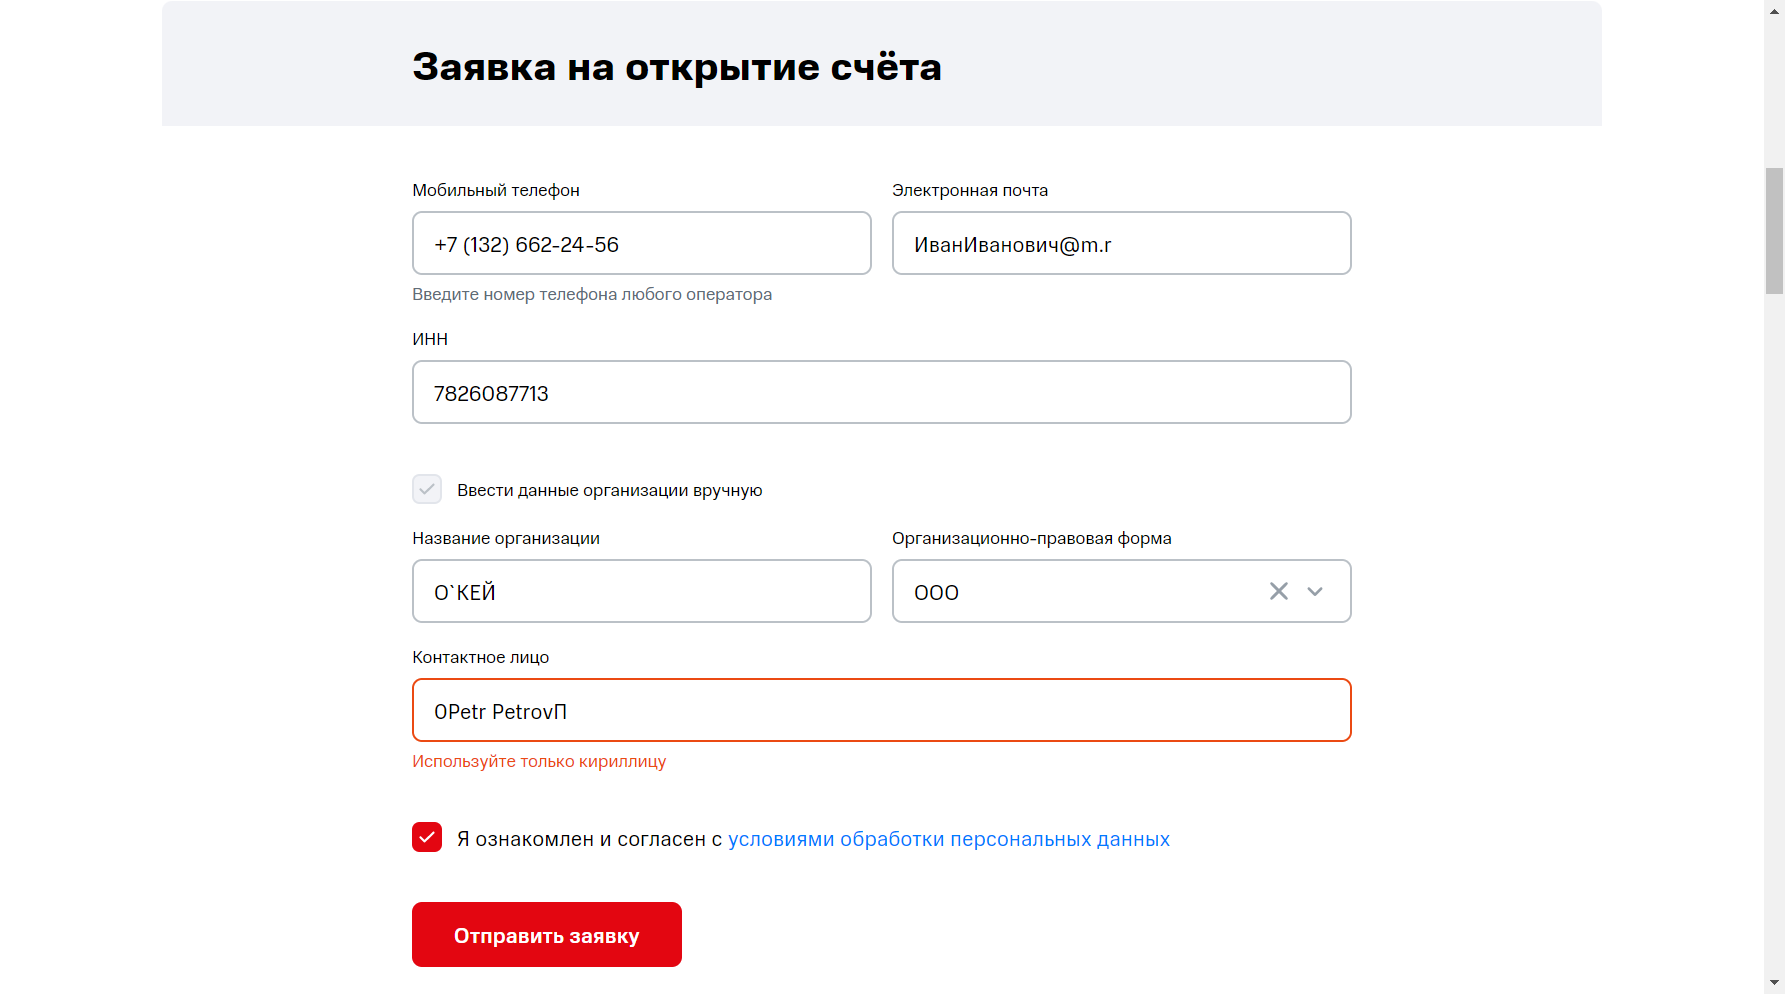 Заявка на открытие счёта
Мобильный телефон
Электронная почта
+7 (132) 662-24-56
ИванИванович@m.r
Введите номер телефона любого оператора
ИНН
7826087713
Ввести данные организации вручную
Название организации
Организационно-правовая форма
О`КЕЙ
ООО
Контактное лицо
0Petr PetrovП
Используйте только кириллицу
Я ознакомлен и согласен с условиями обработки персональных данных
Отправить заявку